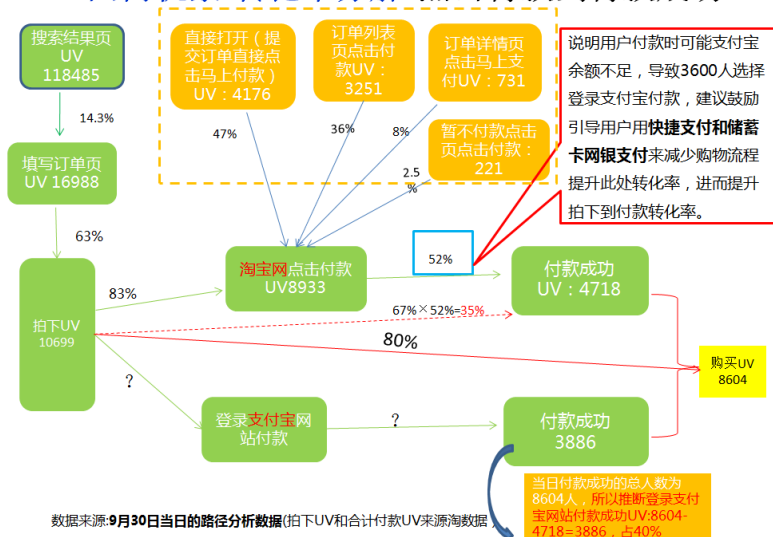 搜索结果页
UV
118485
直接打开（提
交订单直接点
击马上付款）
UV：4176
订单列表
页点击付
款UV：
3251
订单详情页
点击马上支
付UV：731
暂不付款点击
页点击付款：
221
说明用户付款时可能支付宝
余额不足，导致3600人选择
登录支付宝付款，建议鼓励
引导用户用快捷支付和储蓄
卡网银支付来减少购物流程
提升此处转化率，进而提升
拍下到付款转化率。
14.3%
47%
36%
8%
2.5
%
填写订单页
UV 16988
63%
拍下UV
10699
83%
淘宝网点击付款
UV8933
52%
付款成功
UV：4718
67%×52%=35%
80%
购买UV
8604
?
登录支付宝网
站付款
?
付款成功
3886
当日付款成功的总人数为
8604人，所以推断登录支付
宝网站付款成功UV:8604-
4718=3886，占40%
数据来源:9月30日当日的路径分析数据(拍下UV和合计付款UV来源淘数据